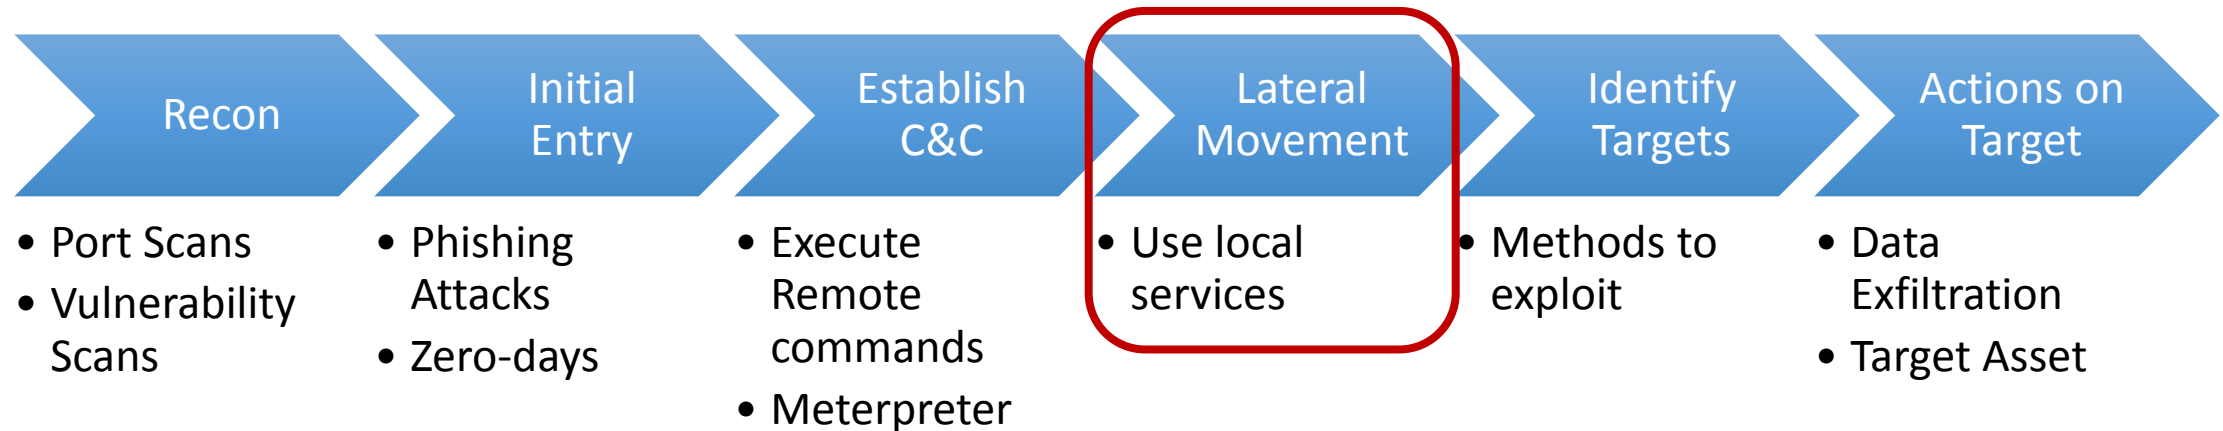 Recon
Initial
Entry
Establish
C&C
Lateral
Movement
Identify
Targets
Actions on
Target
• Port Scans
• Vulnerability
Scans
• Phishing
Attacks
• Zero-days
• Execute
Remote
commands
• Meterpreter
• Use local
services
• Methods to
exploit
• Data
Exfiltration
• Target Asset